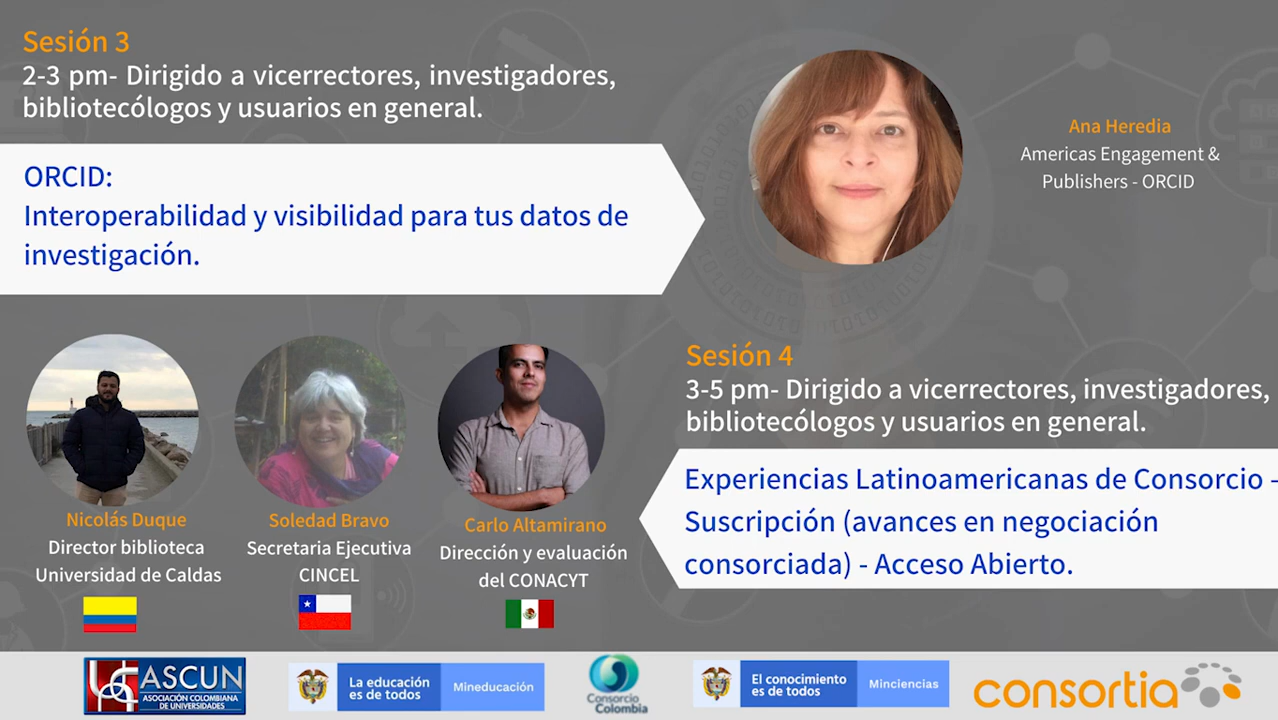 Sesión 3
2-3 pm- Dirigido a vicerrectores, investigadores,
bibliotecólogos y usuarios en general.
ORCID:
Interoperabilidad y visibilidad para tus datos de
investigación.
Ana Heredia
Americas Engagement &
Publishers - ORCID
Sesión 4
3-5 pm- Dirigido a vicerrectores, investigadores,
bibliotecólogos y usuarios en general.
Experiencias Latinoamericanas de Consorcio -
Suscripción (avances en negociación
consorciada) - Acceso Abierto.
Nicolás Duque
Director biblioteca
Universidad de Caldas
Soledad Bravo
Secretaria Ejecutiva
CINCEL
Carlo Altamirano
Dirección y evaluación
del CONACYT
ASCUN
ASOCIACIÓN COLOMBIANA
DE UNIVERSIDADES
La educación
es de todos
Mineducación
Consorcio
Colombia
El conocimiento
es de todos
Minciencias
consortia